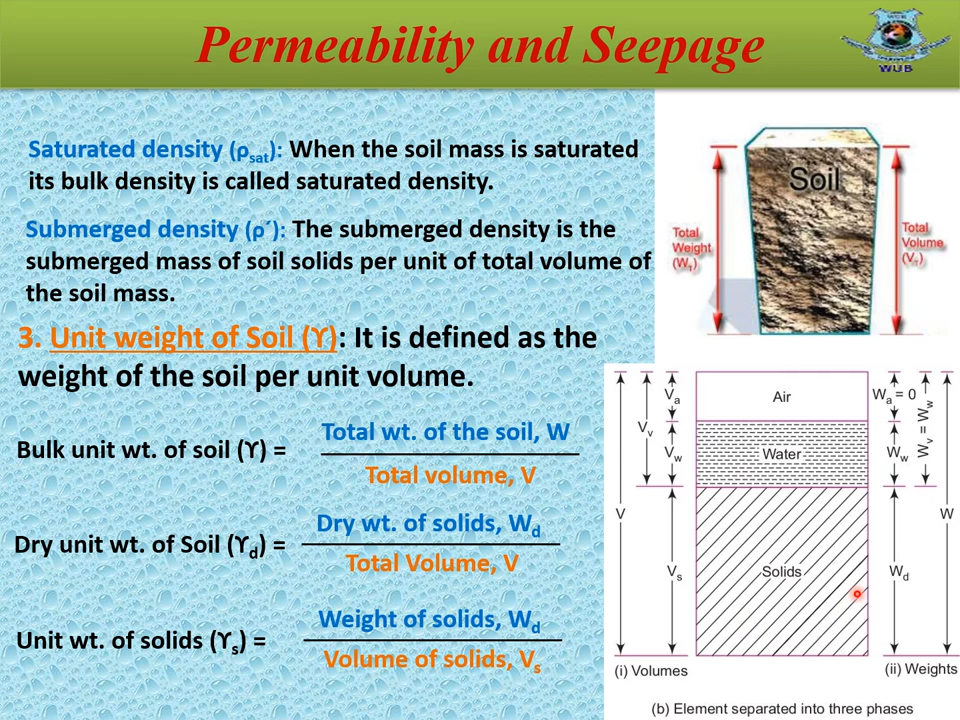 Permeability and Seepage
WUB
Saturated density (ρsat): When the soil mass is saturated
its bulk density is called saturated density.
Submerged density (ρ´): The submerged density is the
submerged mass of soil solids per unit of total volume of
the soil mass.
3. Unit weight of Soil (ϒ): It is defined as the
weight of the soil per unit volume.
Bulk unit wt. of soil (ϒ) =
Total wt. of the soil, W
Total volume, V
Dry unit wt. of Soil (ϒd) =
Dry wt. of solids, Wd
Total Volume, V
Unit wt. of solids (ϒs) =
Weight of solids, Wd
Volume of solids, Vs
Soil
Total
Weight
(WT)
Total
Volume
(VT)
Va
Air
Wa = 0
Vv
Wv = Ww
Vw
Water
Ww
V
W
Vs
Solids
Wd
(i) Volumes
(ii) Weights
(b) Element separated into three phases